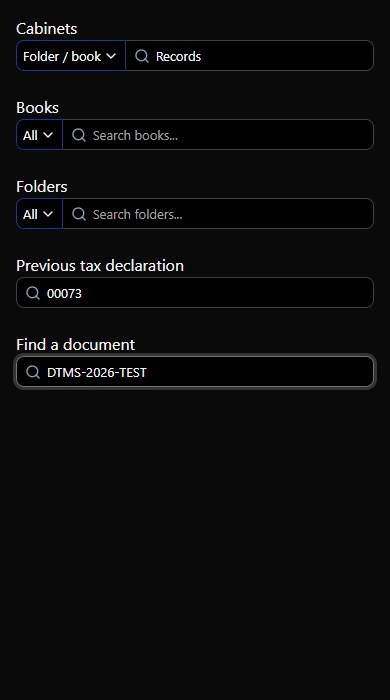 Cabinets
Folder / book Records
Books
All Search books...
Folders
All Search folders...
Previous tax declaration
00073
Find a document
DTMS-2026-TEST